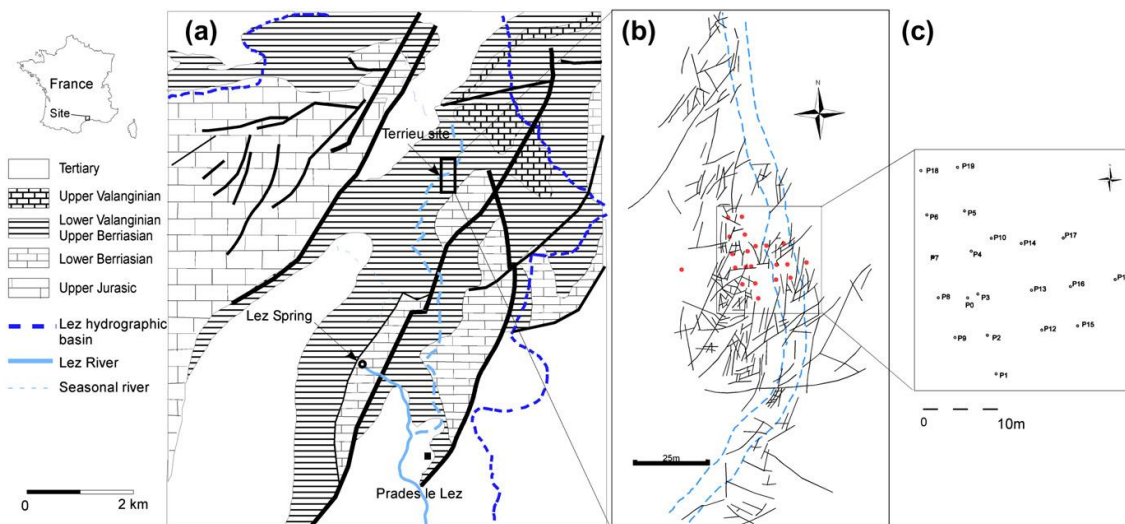 France
Site
Tertiary
Upper Valanginian
Lower Valanginian
Upper Berriasian
Lower Berriasian
Upper Jurasic
Lez hydrographic
basin
Lez River
Seasonal river
0 2 km
(a)
Terrieu site
Lez Spring
Prades le Lez
(b)
N
25m
(c)
P18
P19
P6
P5
P10
P14
P17
P7
P4
P8
P0
P3
P13
P16
P9
P2
P12
P15
P1
0 10m